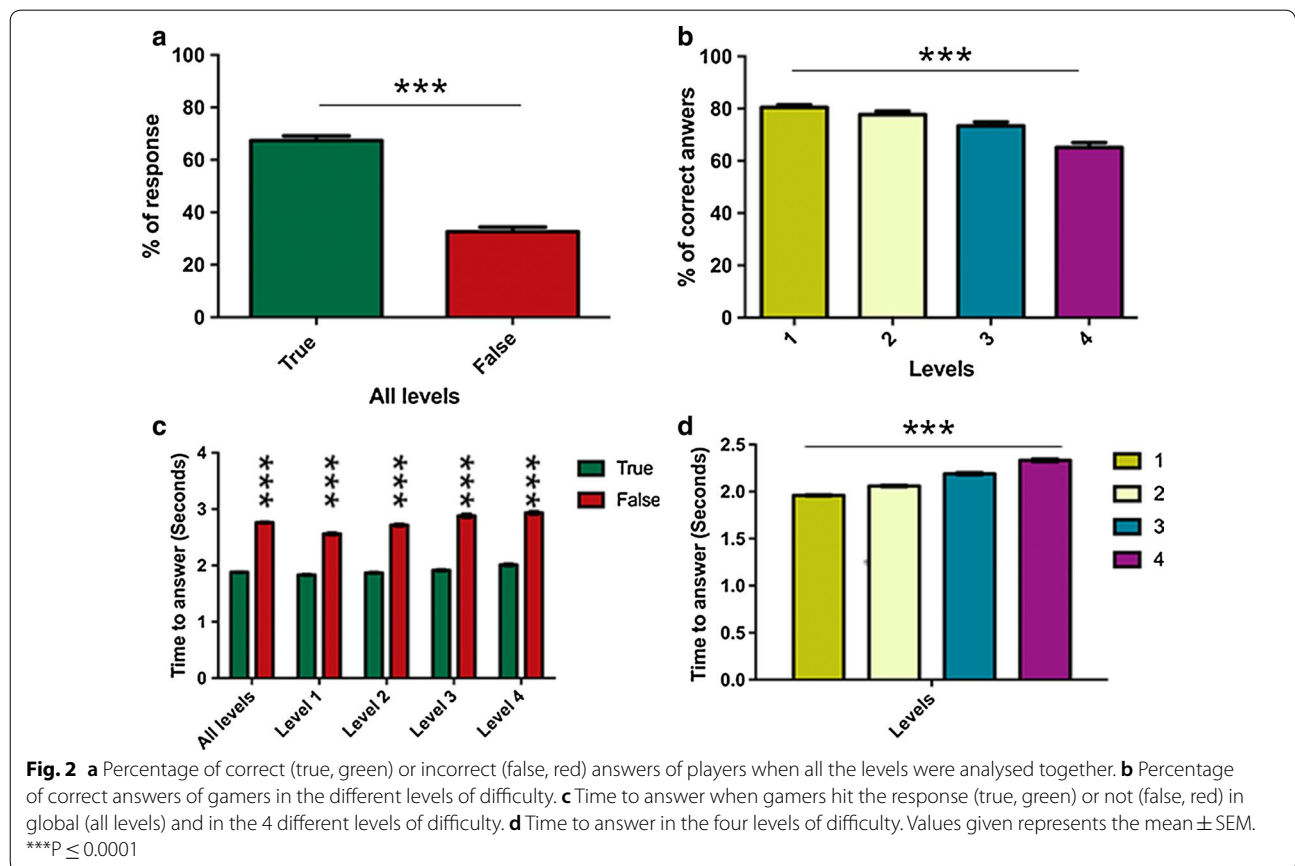 a
100
80
60
40
20
0
% of response
***
True
False
All levels
b
100
80
60
40
20
0
% of correct anwers
***
1
2
3
4
Levels
c
4
3
2
1
0
Time to answer (Seconds)
***
***
***
***
***
True
False
All levels
Level 1
Level 2
Level 3
Level 4
d
2.5
2.0
1.5
1.0
0.5
0.0
Time to answer (Seconds)
***
Levels
1
2
3
4
Fig. 2 a Percentage of correct (true, green) or incorrect (false, red) answers of players when all the levels were analysed together. b Percentage
of correct answers of gamers in the different levels of difficulty. c Time to answer when gamers hit the response (true, green) or not (false, red) in
global (all levels) and in the 4 different levels of difficulty. d Time to answer in the four levels of difficulty. Values given represents the mean ± SEM.
***P ≤ 0.0001